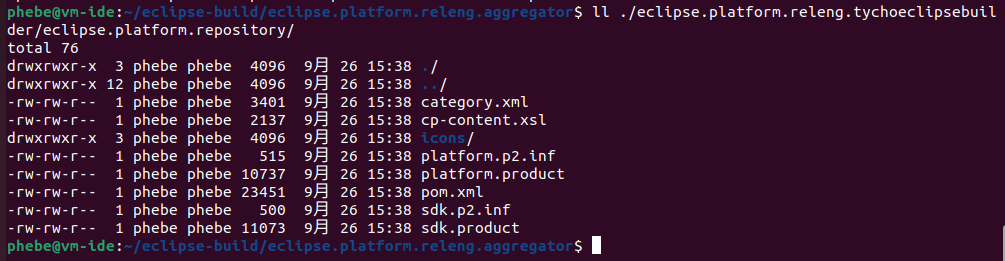 phebe@vm-ide:~/eclipse-build/eclipse.platform.releng.aggregator$ ll ./eclipse.platform.releng.tychoeclipsebuil
der/eclipse.platform.repository/
total 76
drwxrwxr-x  3 phebe phebe  4096  9月 26 15:38 ./
drwxrwxr-x 12 phebe phebe  4096  9月 26 15:38 ../
-rw-rw-r--  1 phebe phebe  3401  9月 26 15:38 category.xml
-rw-rw-r--  1 phebe phebe  2137  9月 26 15:38 cp-content.xsl
drwxrwxr-x  3 phebe phebe  4096  9月 26 15:38 icons/
-rw-rw-r--  1 phebe phebe   515  9月 26 15:38 platform.p2.inf
-rw-rw-r--  1 phebe phebe 10737  9月 26 15:38 platform.product
-rw-rw-r--  1 phebe phebe 23451  9月 26 15:38 pom.xml
-rw-rw-r--  1 phebe phebe   500  9月 26 15:38 sdk.p2.inf
-rw-rw-r--  1 phebe phebe 11073  9月 26 15:38 sdk.product
phebe@vm-ide:~/eclipse-build/eclipse.platform.releng.aggregator$